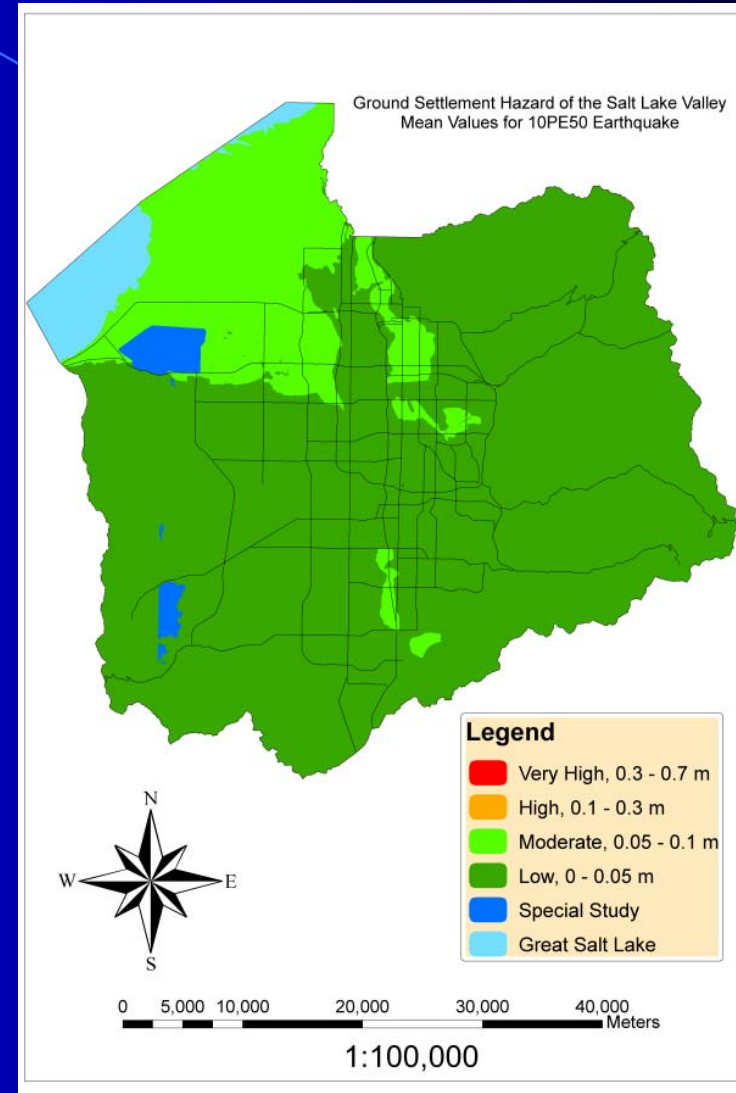 Ground Settlement Hazard of the Salt Lake Valley
Mean Values for 10PE50 Earthquake
Legend
Very High, 0.3 - 0.7 m
High, 0.1 - 0.3 m
Moderate, 0.05 - 0.1 m
Low, 0 - 0.05 m
Special Study
Great Salt Lake
N
W E
S
0 5,000 10,000 20,000 30,000 40,000
Meters
1:100,000